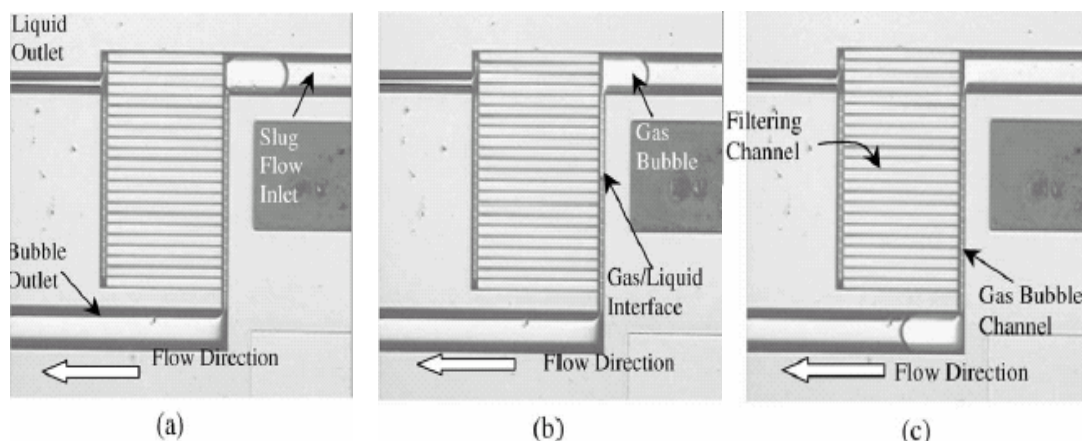 Liquid
Outlet
Slug
Flow
Inlet
Bubble
Outlet
Flow Direction
(a)
Gas
Bubble
Gas/Liquid
Interface
Flow Direction
(b)
Filtering
Channel
Gas Bubble
Channel
Flow Direction
(c)